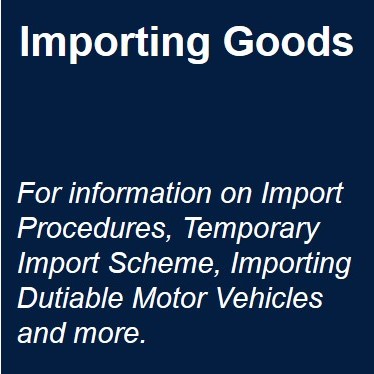 Importing Goods
For information on Import
Procedures, Temporary
Import Scheme, Importing
Dutiable Motor Vehicles
and more.